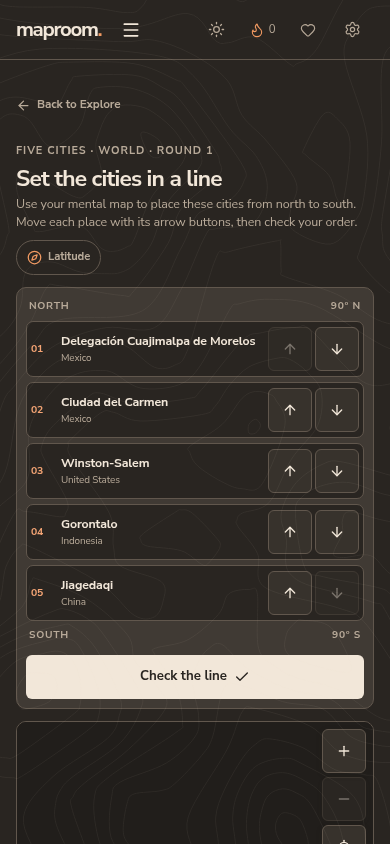 maproom.
0
Back to Explore
FIVE CITIES · WORLD · ROUND 1
Set the cities in a line
Use your mental map to place these cities from north to south.
Move each place with its arrow buttons, then check your order.
Latitude
NORTH 90° N
01 Delegación Cuajimalpa de Morelos
Mexico
02 Ciudad del Carmen
Mexico
03 Winston-Salem
United States
04 Gorontalo
Indonesia
05 Jiagedaqi
China
SOUTH 90° S
Check the line